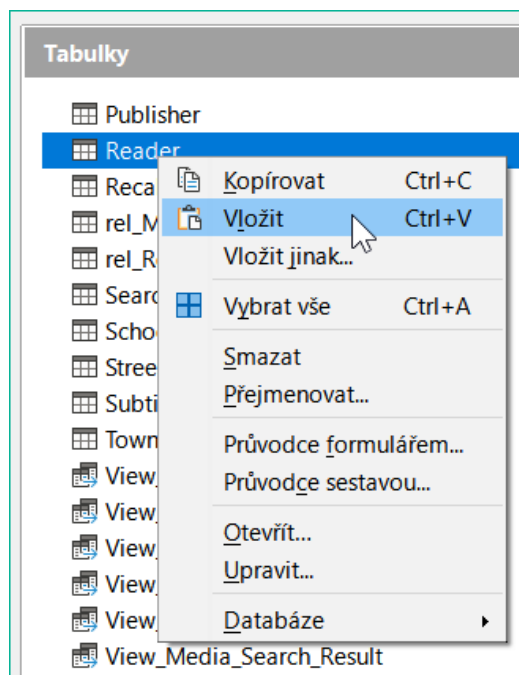 Tabulky
Publisher
Reader
Kopírovat Ctrl+C
Vložit Ctrl+V
Vložit jinak...
Vybrat vše Ctrl+A
Smazat
Přejmenovat...
Průvodce formulářem...
Průvodce sestavou...
Otevřít...
Upravit...
Databáze
Reca
rel_M
rel_R
Searc
Scho
Stree
Subti
Town
View_
View_
View_
View_
View_
View_Media_Search_Result